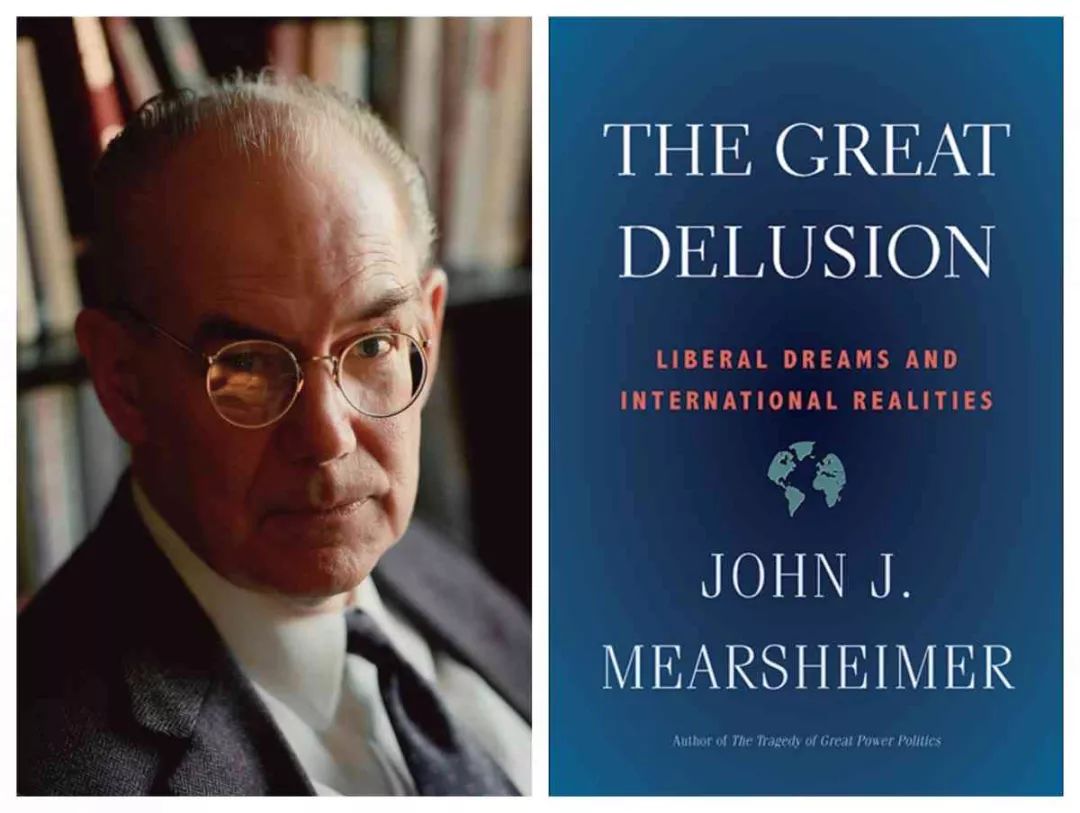 THE GREAT
DELUSION
LIBERAL DREAMS AND
INTERNATIONAL REALITIES
JOHN J.
MEARSHEIMER
Author of The Tragedy of Great Power Politics